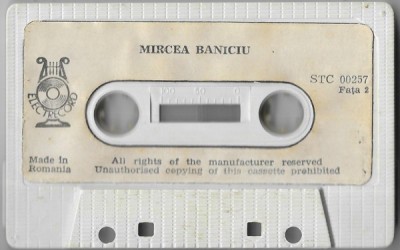 MIRCEA BANICIU
ELECTRECORD
STC 00257
Fața 2
100 50 0
Made in
Romania
All rights of the manufacturer reserved
Unauthorised copying of this cassette prohibited